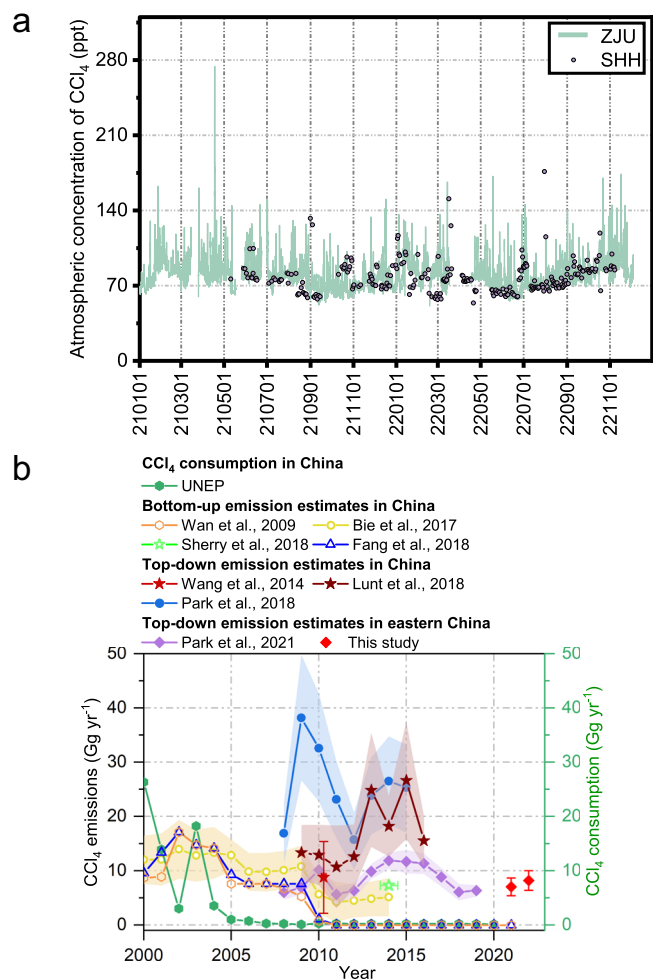 a
Atmospheric concentration of CCl₄ (ppt)
280
210
140
70
0
ZJU
SHH
210101
210301
210501
210701
210901
211101
220101
220301
220501
220701
220901
221101
b
CCl₄ consumption in China
UNEP
Bottom-up emission estimates in China
Wan et al., 2009 Bie et al., 2017
Sherry et al., 2018 Fang et al., 2018
Top-down emission estimates in China
Wang et al., 2014 Lunt et al., 2018
Park et al., 2018
Top-down emission estimates in eastern China
Park et al., 2021 This study
CCl₄ emissions (Gg yr⁻¹)
50
40
30
20
10
0
50
40
30
20
10
0
CCl₄ consumption (Gg yr⁻¹)
2000 2005 2010 2015 2020
Year